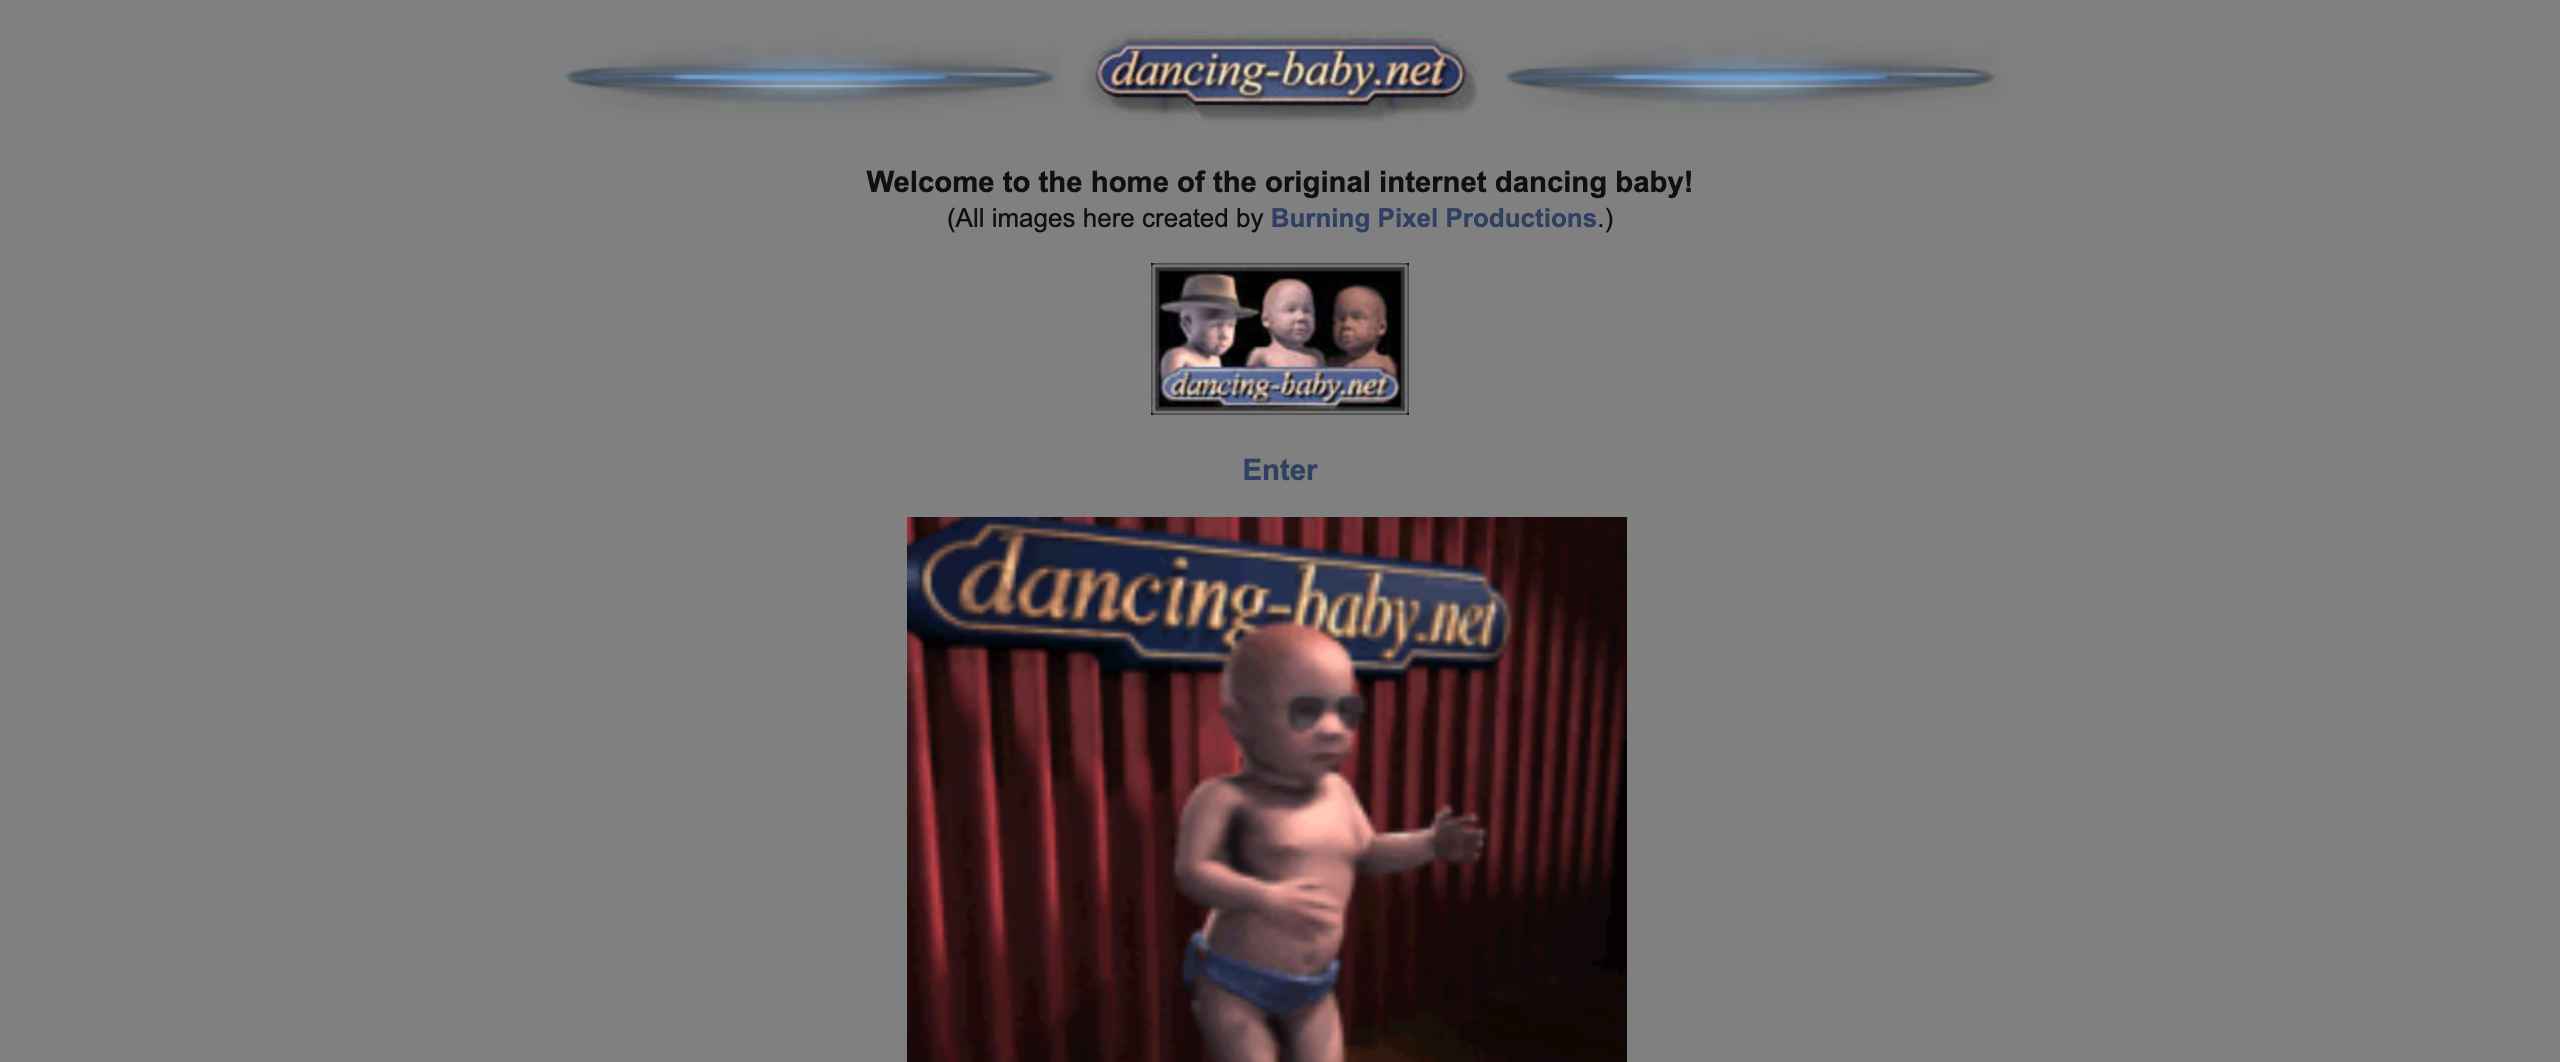 dancing-baby.net
Welcome to the home of the original internet dancing baby!
(All images here created by Burning Pixel Productions.)
dancing-baby.net
Enter
dancing-baby.net